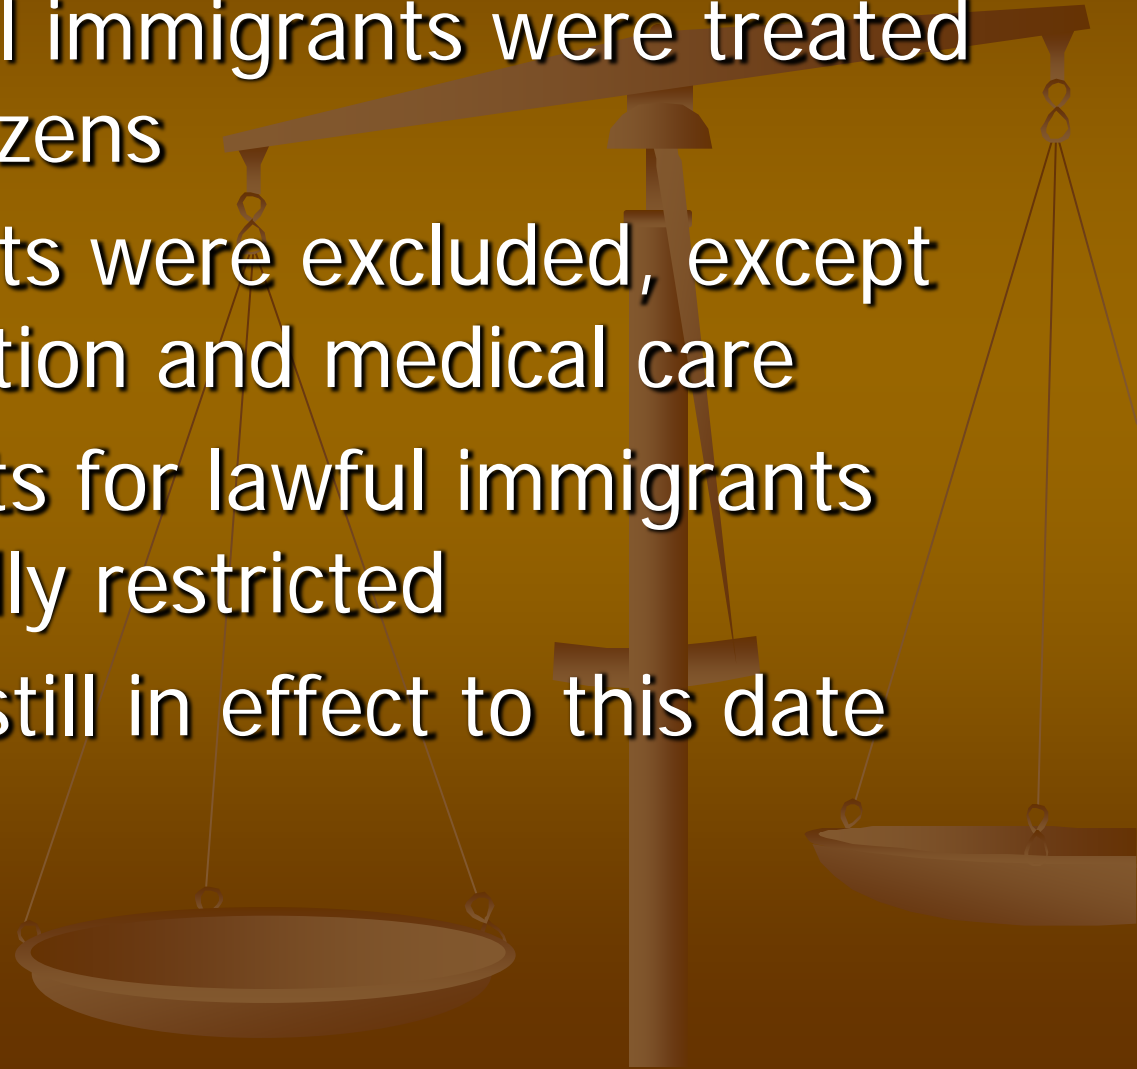 l immigrants were treated
zens
ts were excluded, except
tion and medical care
ts for lawful immigrants
lly restricted
still in effect to this date